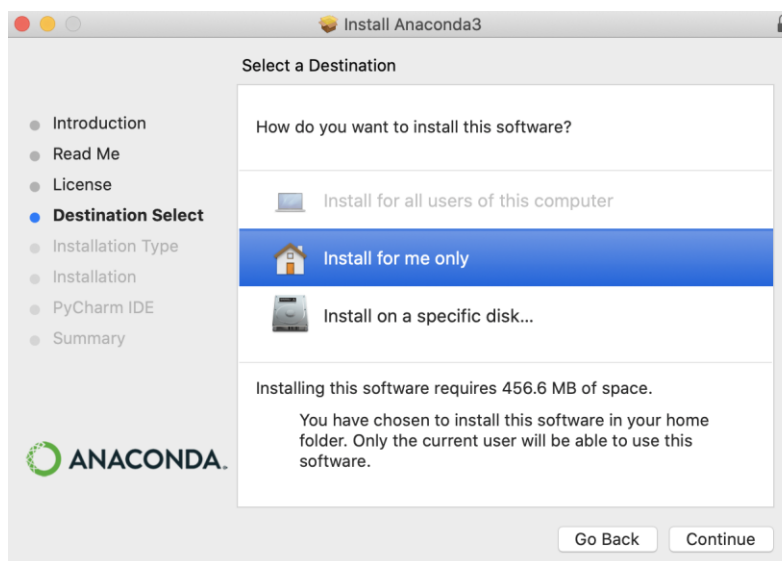 Install Anaconda3
Select a Destination
Introduction
Read Me
License
Destination Select
Installation Type
Installation
PyCharm IDE
Summary
ANACONDA.
How do you want to install this software?
Install for all users of this computer
Install for me only
Install on a specific disk...
Installing this software requires 456.6 MB of space.
You have chosen to install this software in your home
folder. Only the current user will be able to use this
software.
Go Back
Continue